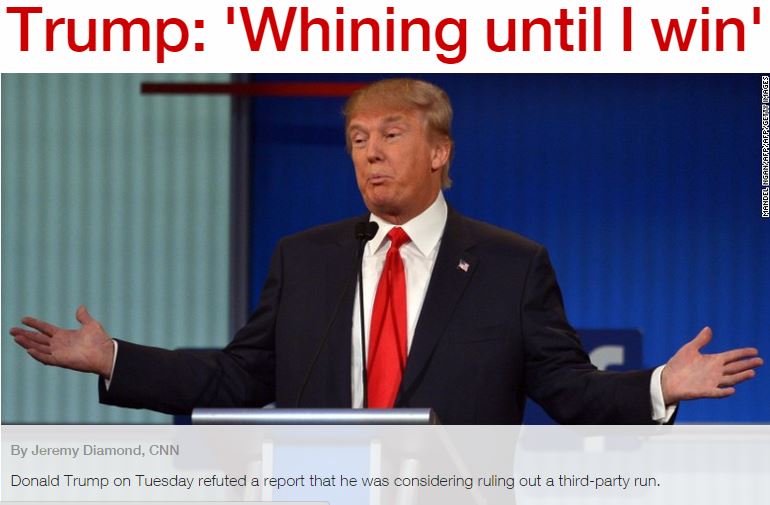 Trump: 'Whining until I win'
MANDEL NGAN/AFP/AFP/GETTY IMAGES
By Jeremy Diamond, CNN
Donald Trump on Tuesday refuted a report that he was considering ruling out a third-party run.